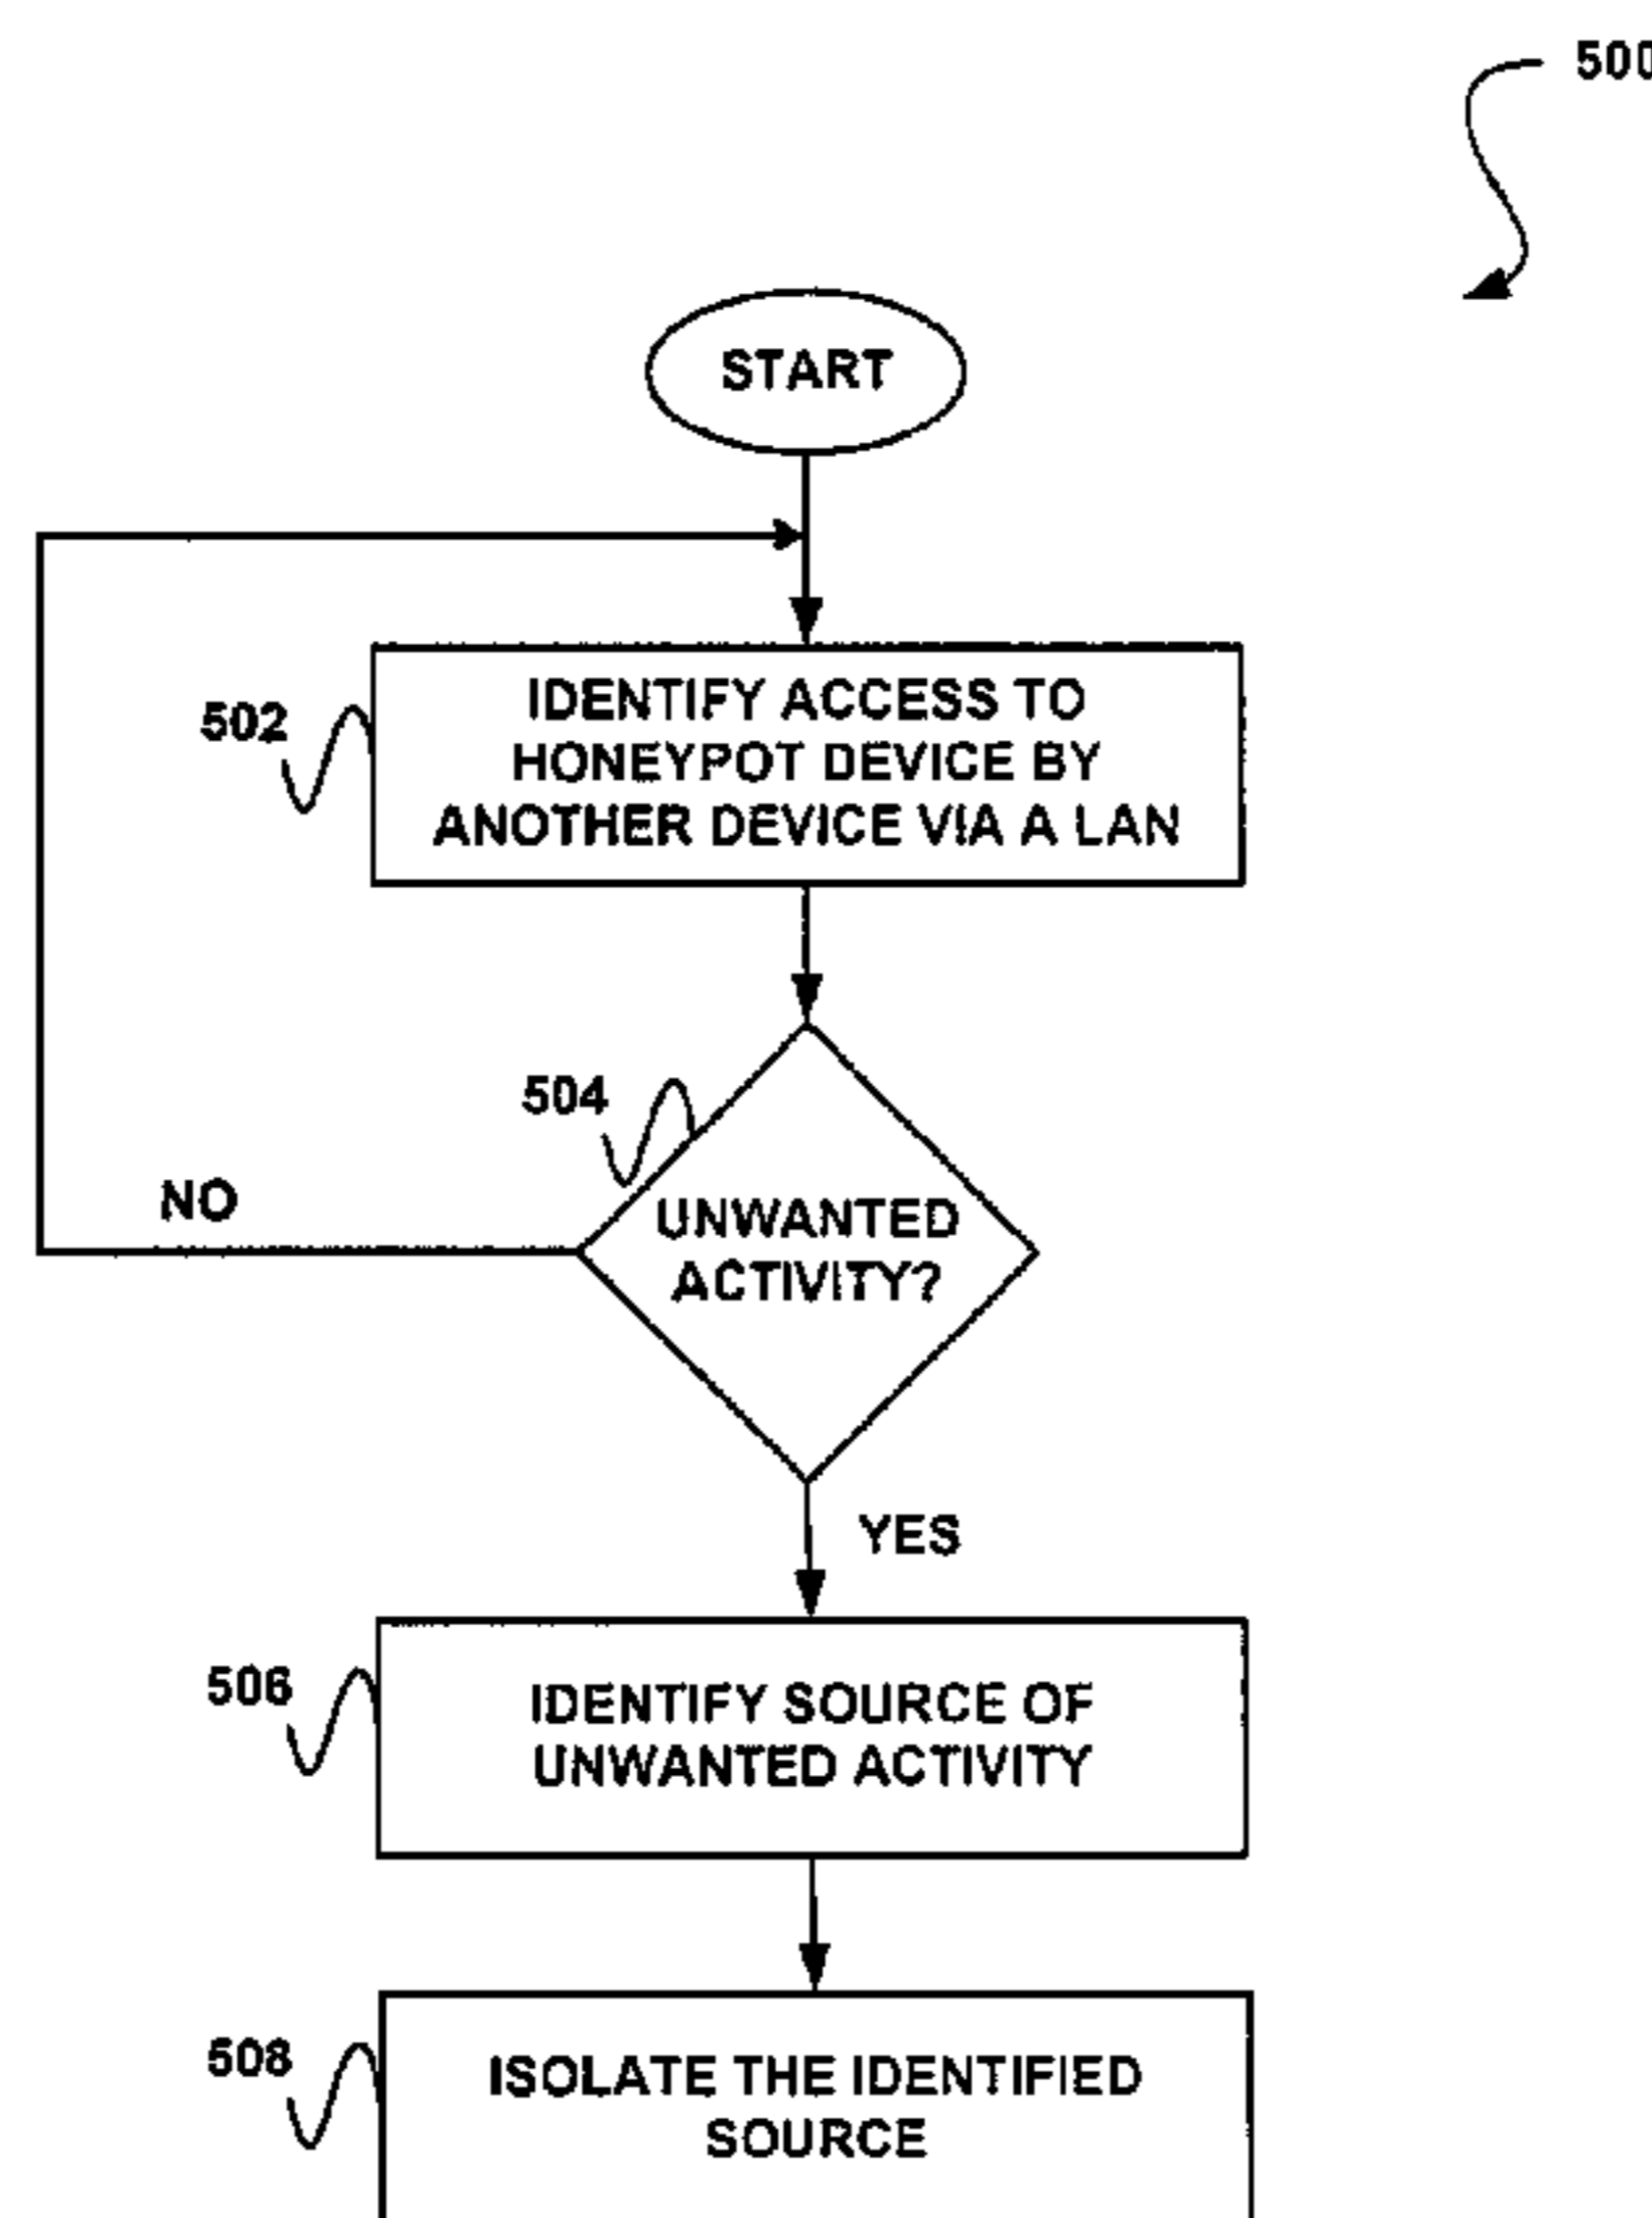 500
START
502
IDENTIFY ACCESS TO
HONEYPOT DEVICE BY
ANOTHER DEVICE VIA A LAN
504
NO
UNWANTED
ACTIVITY?
YES
506
IDENTIFY SOURCE OF
UNWANTED ACTIVITY
508
ISOLATE THE IDENTIFIED
SOURCE